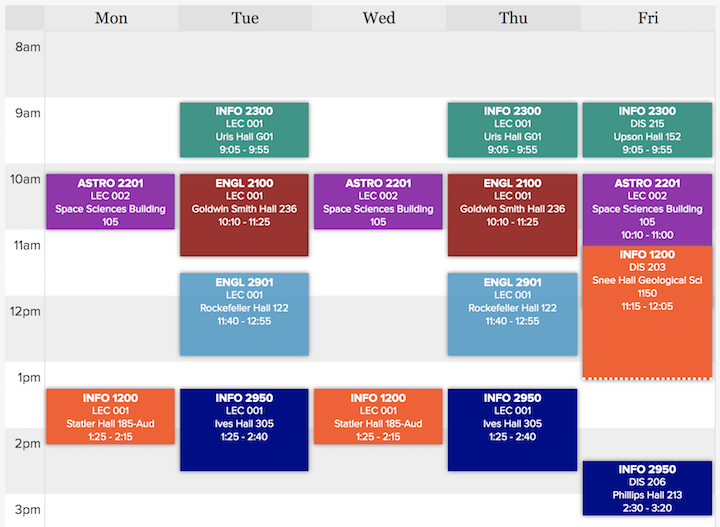 Mon Tue Wed Thu Fri
8am
9am
INFO 2300
LEC 001
Uris Hall G01
9:05 - 9:55
INFO 2300
LEC 001
Uris Hall G01
9:05 - 9:55
INFO 2300
DIS 215
Upson Hall 152
9:05 - 9:55
10am
ASTRO 2201
LEC 002
Space Sciences Building
105
ENGL 2100
LEC 001
Goldwin Smith Hall 236
10:10 - 11:25
ASTRO 2201
LEC 002
Space Sciences Building
105
ENGL 2100
LEC 001
Goldwin Smith Hall 236
10:10 - 11:25
ASTRO 2201
LEC 002
Space Sciences Building
105
10:10 - 11:00
11am
INFO 1200
DIS 203
Snee Hall Geological Sci
1150
11:15 - 12:05
ENGL 2901
LEC 001
Rockefeller Hall 122
11:40 - 12:55
ENGL 2901
LEC 001
Rockefeller Hall 122
11:40 - 12:55
12pm
1pm
INFO 1200
LEC 001
Statler Hall 185-Aud
1:25 - 2:15
INFO 2950
LEC 001
Ives Hall 305
1:25 - 2:40
INFO 1200
LEC 001
Statler Hall 185-Aud
1:25 - 2:15
INFO 2950
LEC 001
Ives Hall 305
1:25 - 2:40
2pm
INFO 2950
DIS 206
Phillips Hall 213
2:30 - 3:20
3pm